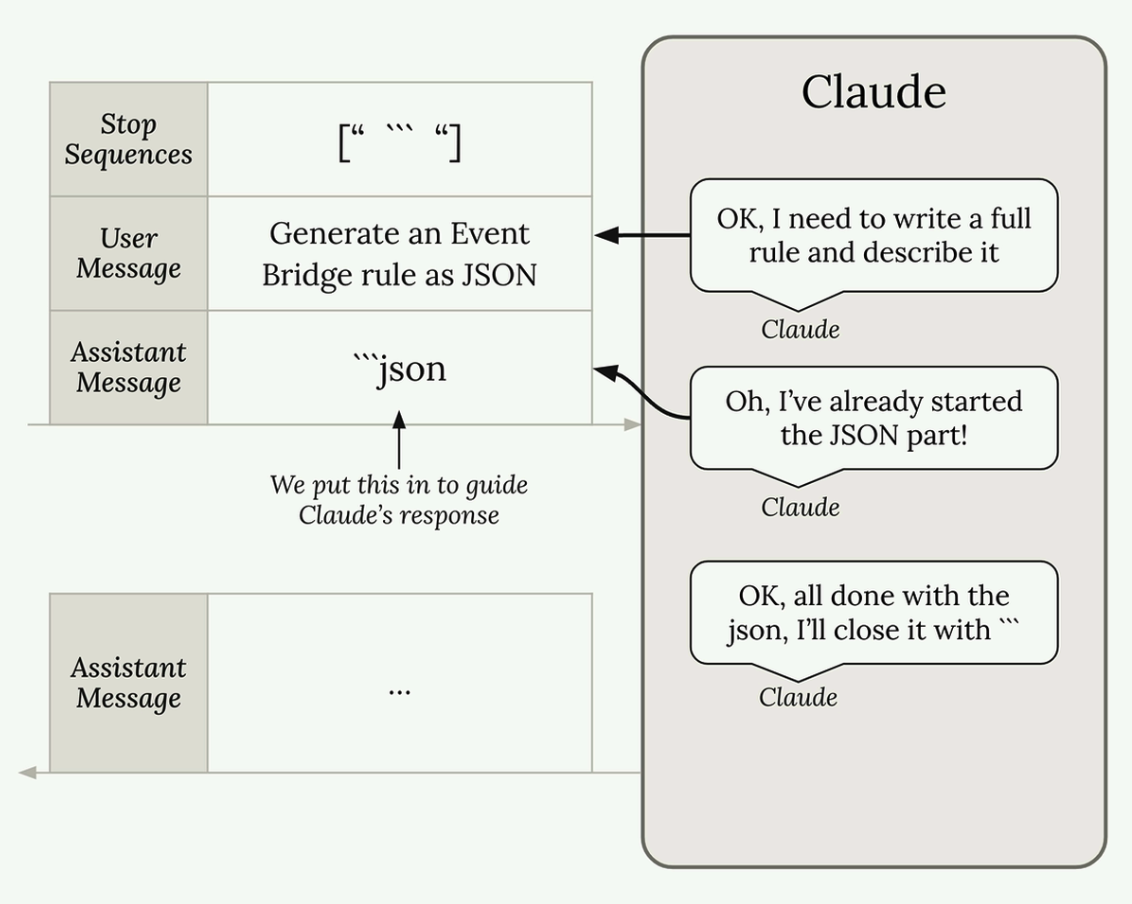 Claude
Stop
Sequences
[“ ``` “]
User
Message
Generate an Event
Bridge rule as JSON
Assistant
Message
```json
We put this in to guide
Claude’s response
OK, I need to write a full
rule and describe it
Claude
Oh, I’ve already started
the JSON part!
Claude
Assistant
Message
...
OK, all done with the
json, I’ll close it with ```
Claude